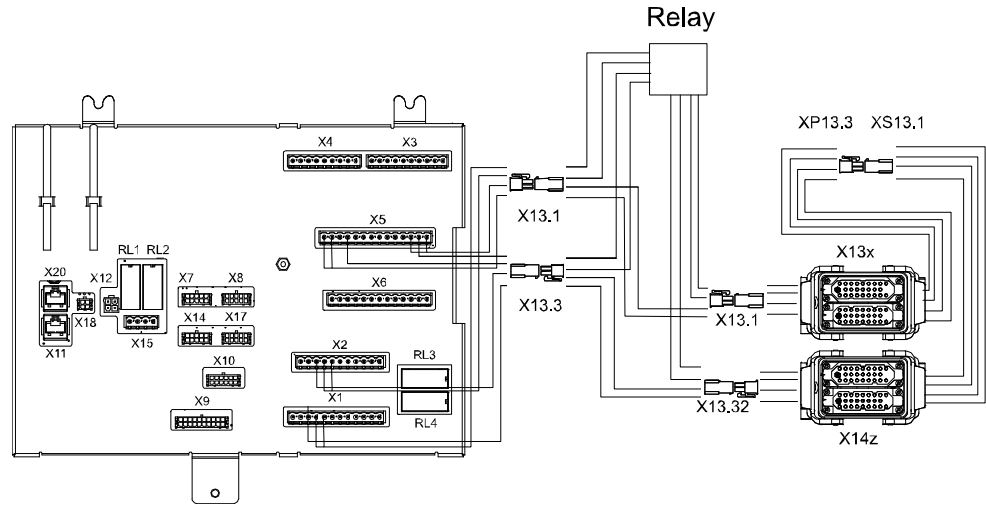 Relay
XP13.3 XS13.1
X4 X3
X13.1
X5
X13x
RL1 RL2
X20 X12 X7 X8
X13.3
X6
X18
X14 X17
X13.1
X11 X15
X2
X10
RL3
X1
X13.32
X9
RL4
X14z